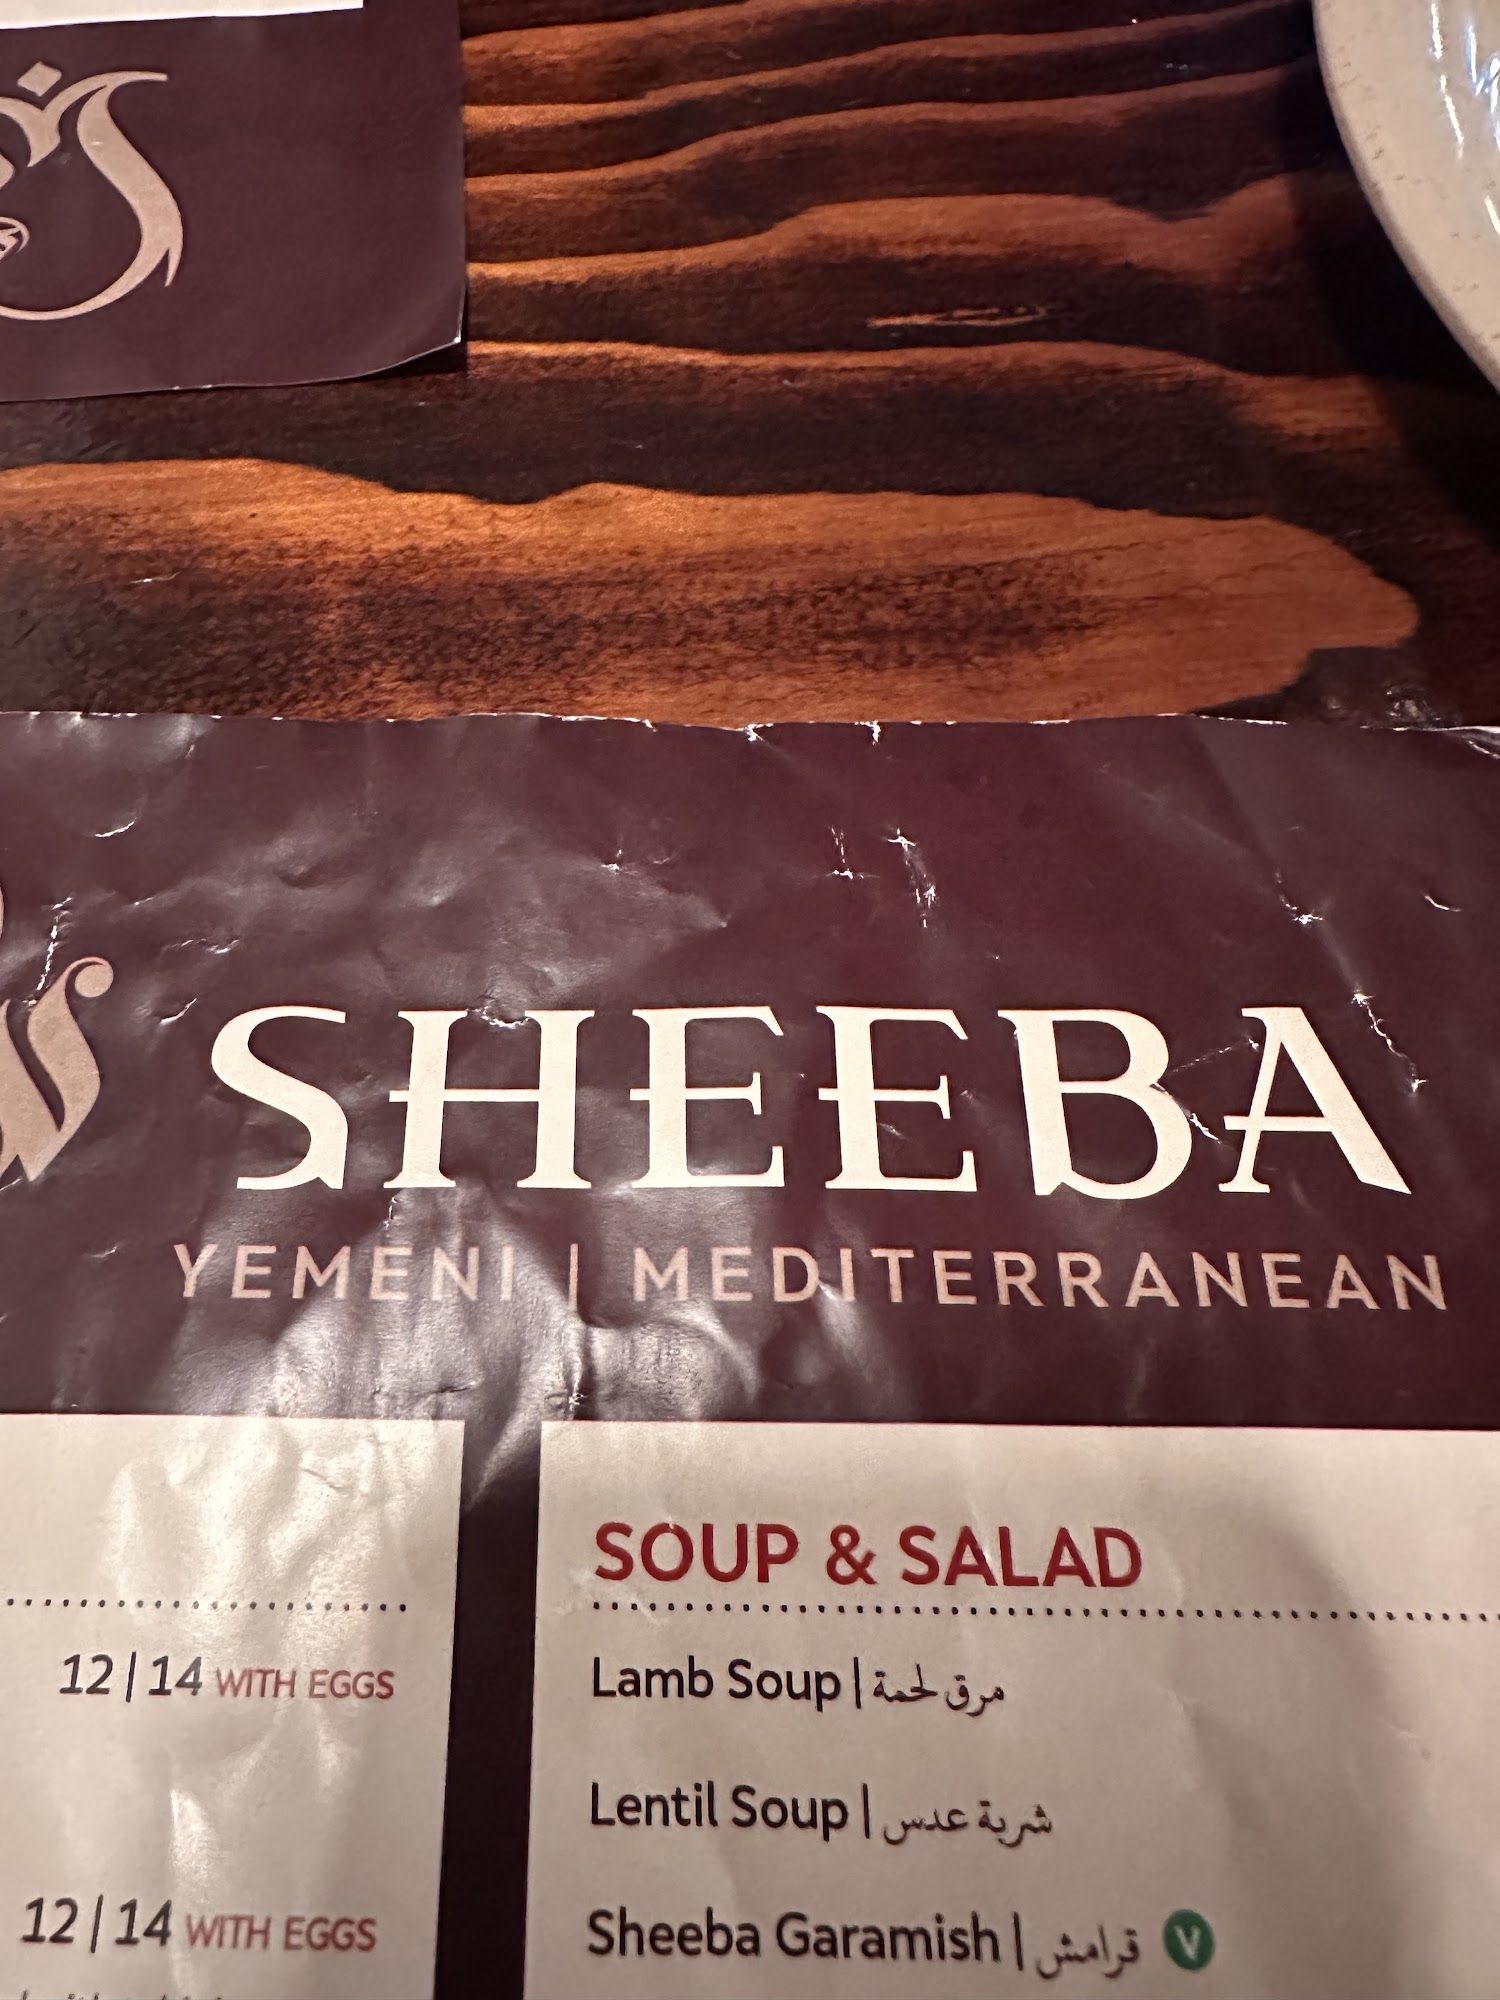 SHEEBA
YEMENI | MEDITERRANEAN
12|14 WITH EGGS
12|14 WITH EGGS
SOUP & SALAD
Lamb Soup | مرق لحمة
Lentil Soup | شربة عدس
Sheeba Garamish | قرامش V